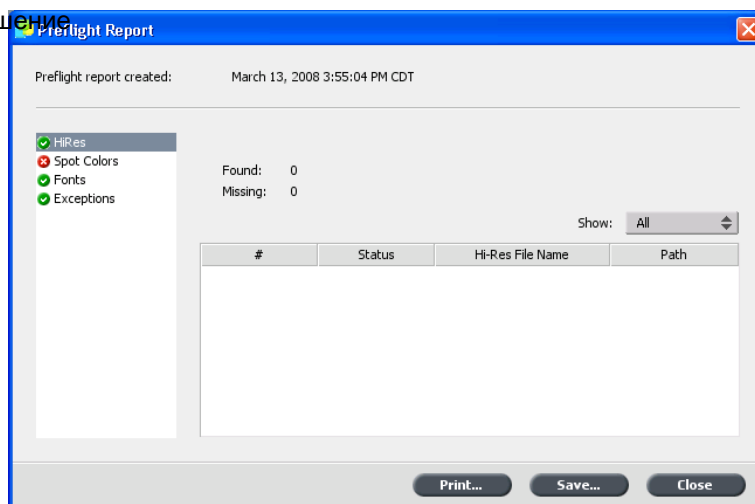 шение
Preflight Report
Preflight report created: March 13, 2008 3:55:04 PM CDT
HiRes
Spot Colors
Fonts
Exceptions
Found: 0
Missing: 0
Show: All
# Status Hi-Res File Name Path
Print... Save... Close